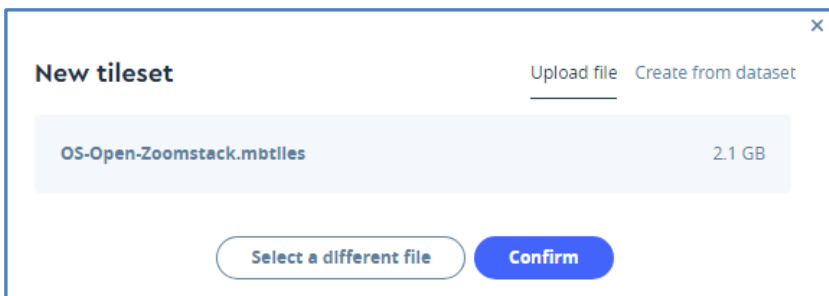 ×
New tileset Upload file Create from dataset
OS-Open-Zoomstack.mbtiles 2.1 GB
Select a different file Confirm